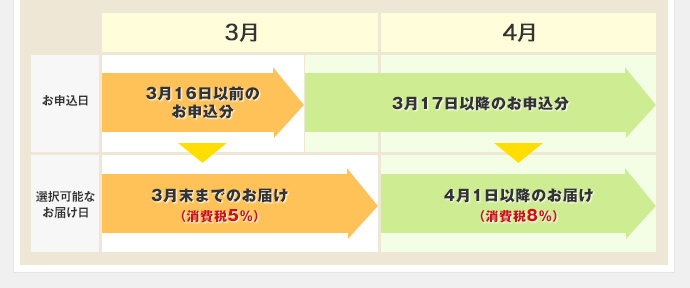 3月
4月
お申込日
3月16日以前の
お申込分
3月17日以降のお申込分
選択可能な
お届け日
3月末までのお届け
（消費税5%）
4月1日以降のお届け
（消費税8%）